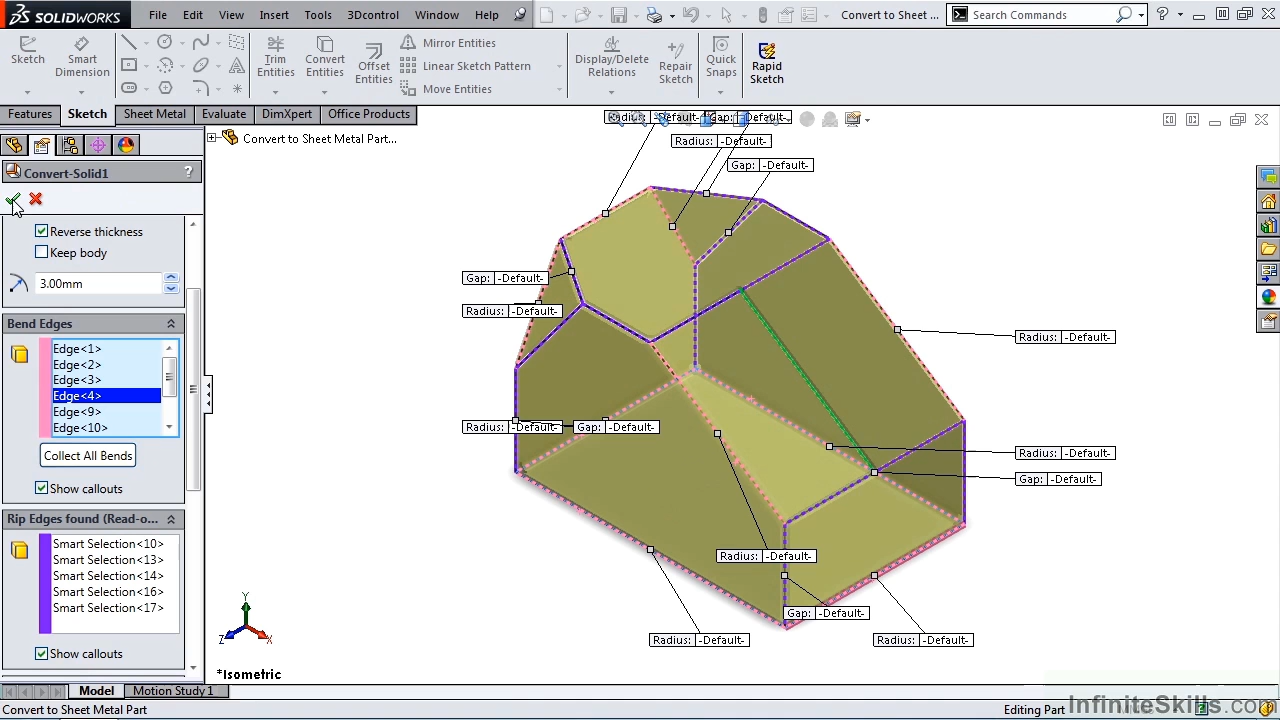 SOLIDWORKS File Edit View Insert Tools 3Dcontrol Window Help Convert to Sheet ... Search Commands
Sketch Smart Dimension Trim Entities Convert Entities Offset Entities Mirror Entities Linear Sketch Pattern Move Entities Display/Delete Relations Repair Sketch Quick Snaps Rapid Sketch
Features Sketch Sheet Metal Evaluate DimXpert Office Products
Convert to Sheet Metal Part...
Convert-Solid1 ?
Reverse thickness
Keep body
3.00mm
Bend Edges
Edge<1>
Edge<2>
Edge<3>
Edge<4>
Edge<9>
Edge<10>
Collect All Bends
Show callouts
Rip Edges found (Read-o...
Smart Selection<10>
Smart Selection<13>
Smart Selection<14>
Smart Selection<16>
Smart Selection<17>
Show callouts
Radius: -Default- Gap: -Default-
Radius: -Default-
Gap: -Default-
Gap: -Default-
Radius: -Default-
Radius: -Default-
Radius: -Default- Gap: -Default-
Radius: -Default-
Gap: -Default-
Radius: -Default-
Gap: -Default-
Radius: -Default- Radius: -Default-
Y
Z X
*Isometric
Model Motion Study 1
Convert to Sheet Metal Part Editing Part
InfiniteSkills.com